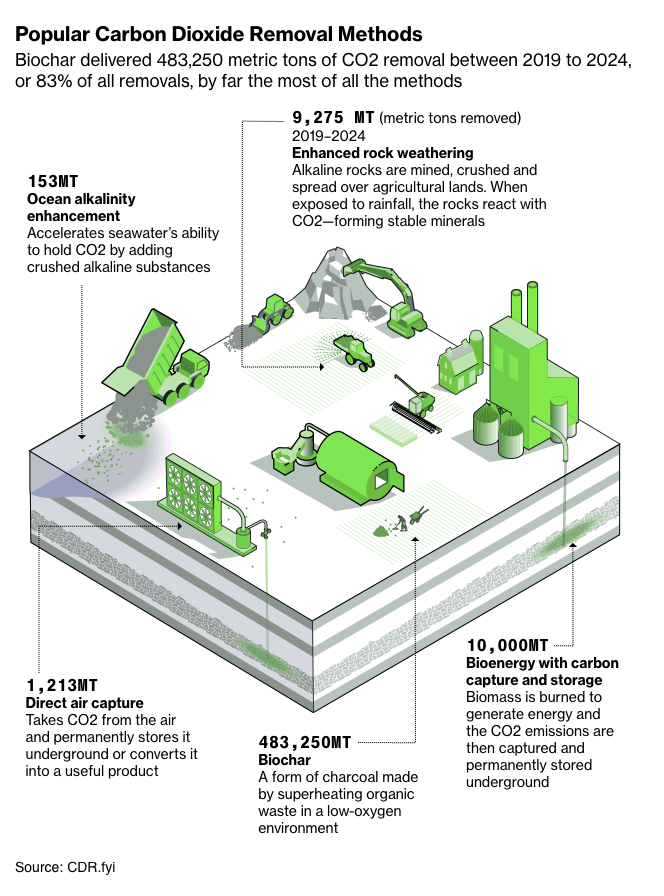 Popular Carbon Dioxide Removal Methods
Biochar delivered 483,250 metric tons of CO2 removal between 2019 to 2024,
or 83% of all removals, by far the most of all the methods
9,275 MT (metric tons removed)
2019–2024
Enhanced rock weathering
Alkaline rocks are mined, crushed and
spread over agricultural lands. When
exposed to rainfall, the rocks react with
CO2—forming stable minerals
153MT
Ocean alkalinity
enhancement
Accelerates seawater's ability
to hold CO2 by adding
crushed alkaline substances
10,000MT
Bioenergy with carbon
capture and storage
Biomass is burned to
generate energy and
the CO2 emissions are
then captured and
permanently stored
underground
1,213MT
Direct air capture
Takes CO2 from the air
and permanently stores it
underground or converts it
into a useful product
483,250MT
Biochar
A form of charcoal made
by superheating organic
waste in a low-oxygen
environment
Source: CDR.fyi